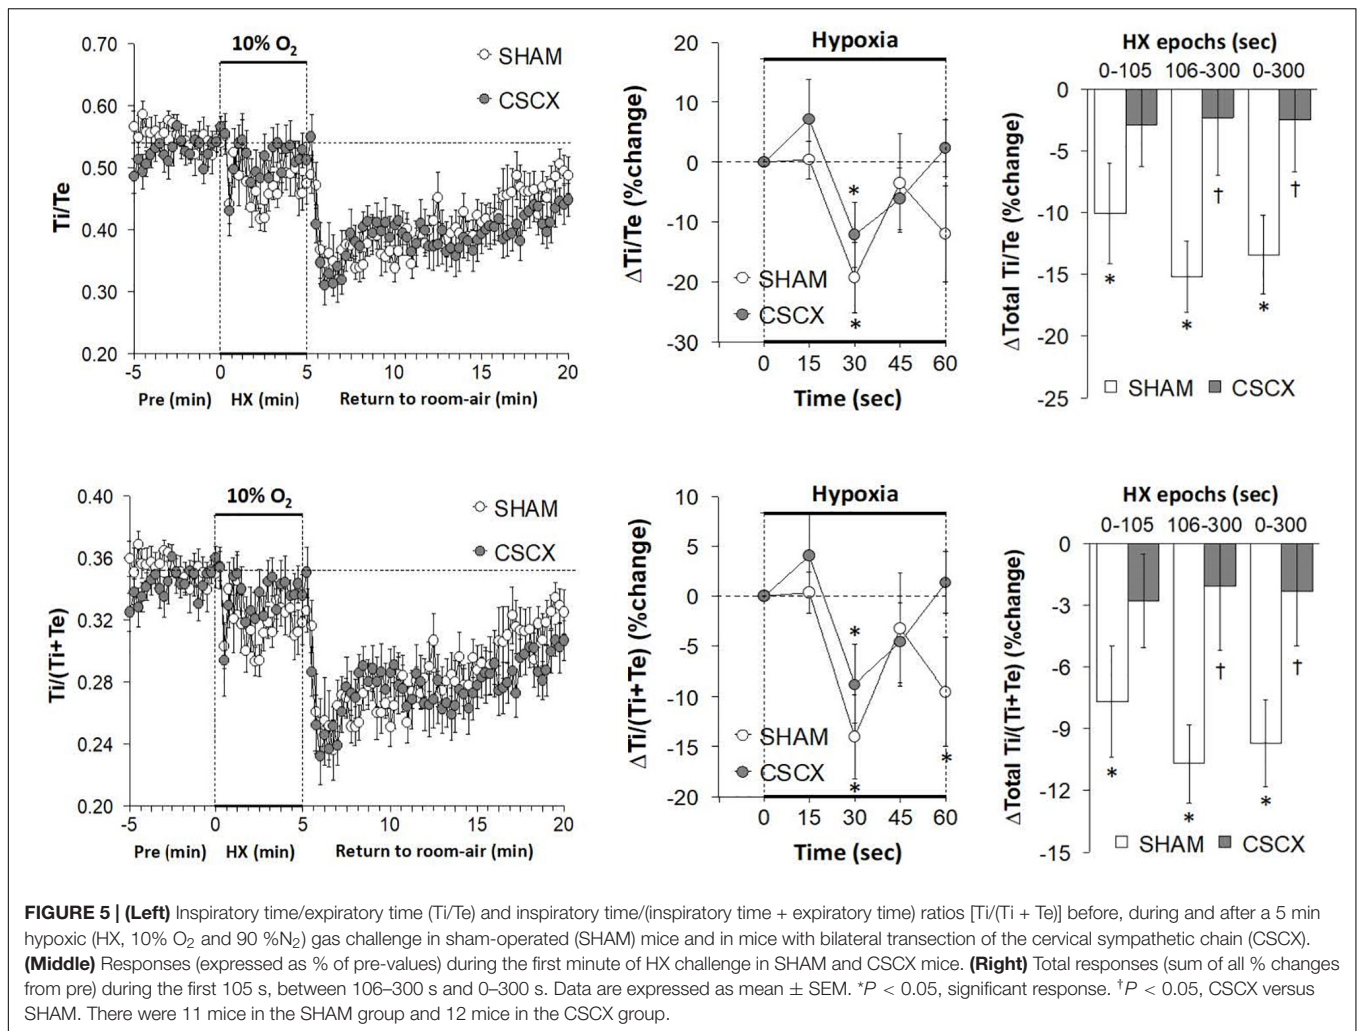 10% O2
SHAM
CSCX
0.70
0.60
0.50
0.40
0.30
0.20
Ti/Te
-5 0 5 10 15 20
Pre (min) HX (min) Return to room-air (min)
Hypoxia
20
10
0
-10
-20
-30
ΔTi/Te (%change)
*
*
SHAM
CSCX
0 15 30 45 60
Time (sec)
HX epochs (sec)
0-105 106-300 0-300
0
-5
-10
-15
-20
-25
ΔTotal Ti/Te (%change)
† †
* * *
SHAM CSCX
10% O2
SHAM
CSCX
0.40
0.36
0.32
0.28
0.24
0.20
Ti/(Ti+Te)
-5 0 5 10 15 20
Pre (min) HX (min) Return to room-air (min)
Hypoxia
10
5
0
-5
-10
-15
-20
ΔTi/(Ti+Te) (%change)
*
*
*
SHAM
CSCX
0 15 30 45 60
Time (sec)
HX epochs (sec)
0-105 106-300 0-300
0
-3
-6
-9
-12
-15
ΔTotal Ti/(Ti+Te) (%change)
† †
* * *
SHAM CSCX
FIGURE 5 | (Left) Inspiratory time/expiratory time (Ti/Te) and inspiratory time/(inspiratory time + expiratory time) ratios [Ti/(Ti + Te)] before, during and after a 5 min
hypoxic (HX, 10% O2 and 90 %N2) gas challenge in sham-operated (SHAM) mice and in mice with bilateral transection of the cervical sympathetic chain (CSCX).
(Middle) Responses (expressed as % of pre-values) during the first minute of HX challenge in SHAM and CSCX mice. (Right) Total responses (sum of all % changes
from pre) during the first 105 s, between 106–300 s and 0–300 s. Data are expressed as mean ± SEM. *P < 0.05, significant response. †P < 0.05, CSCX versus
SHAM. There were 11 mice in the SHAM group and 12 mice in the CSCX group.